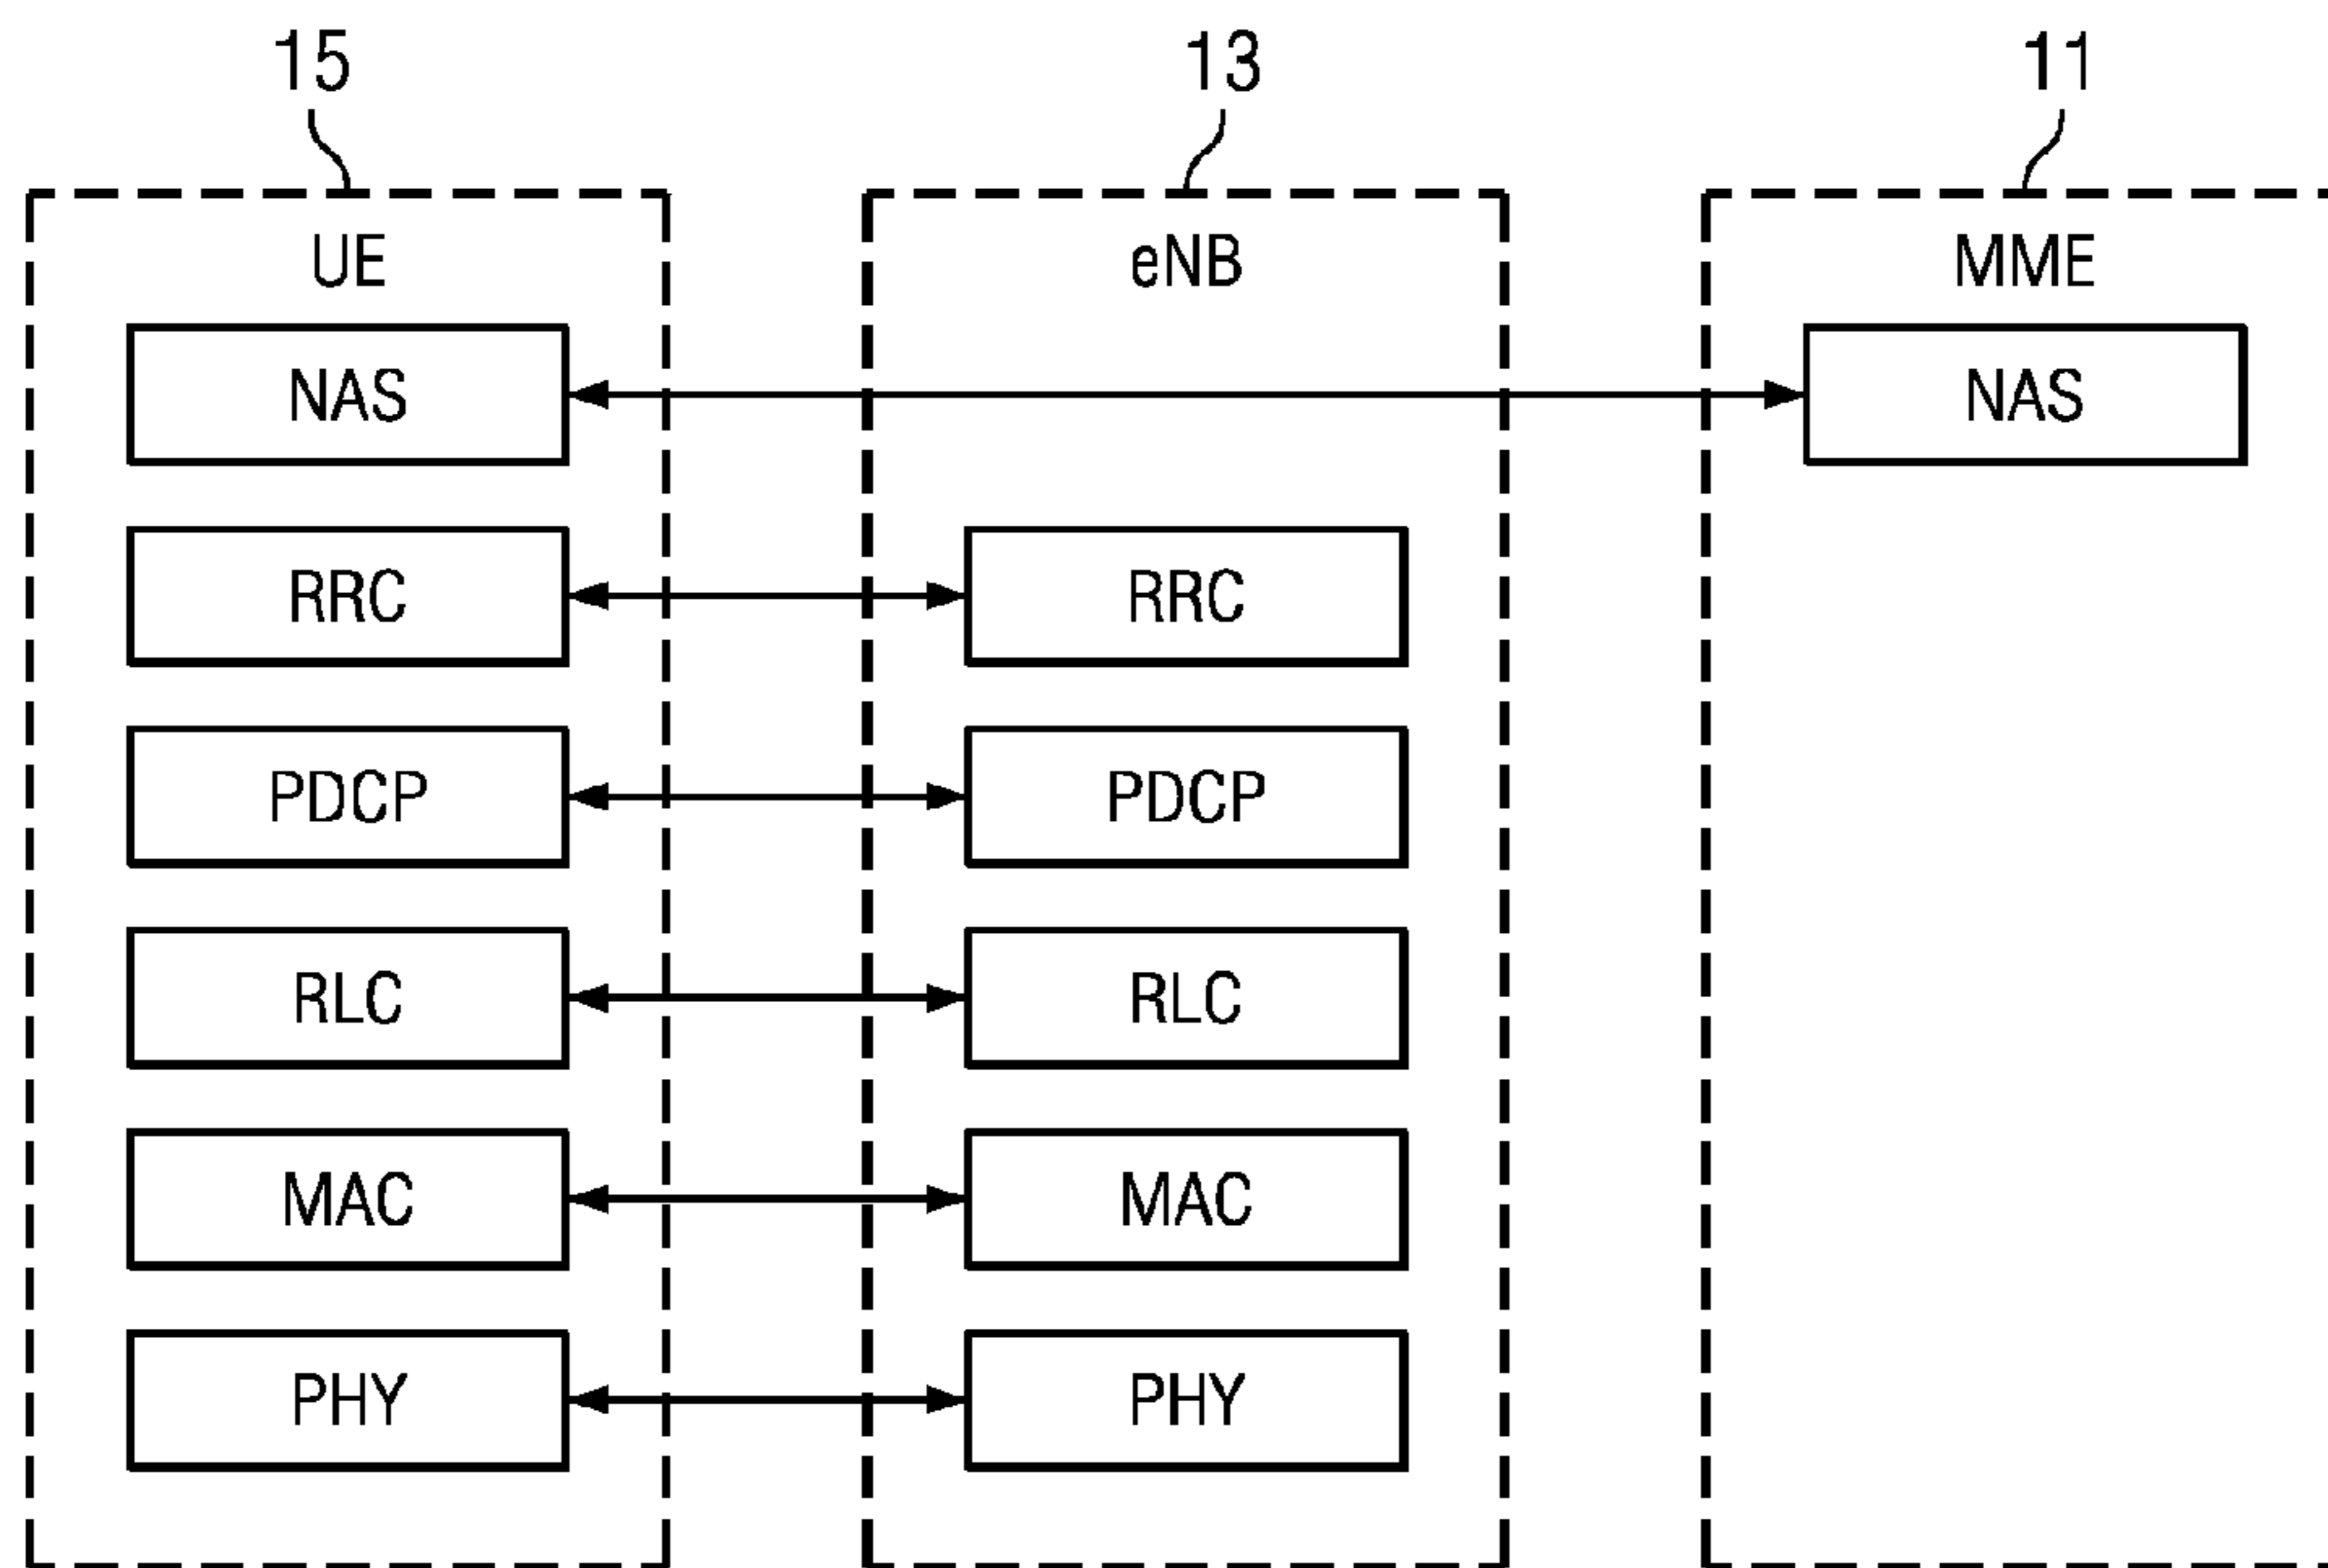 15 13 11
UE eNB MME
NAS NAS
RRC RRC
PDCP PDCP
RLC RLC
MAC MAC
PHY PHY